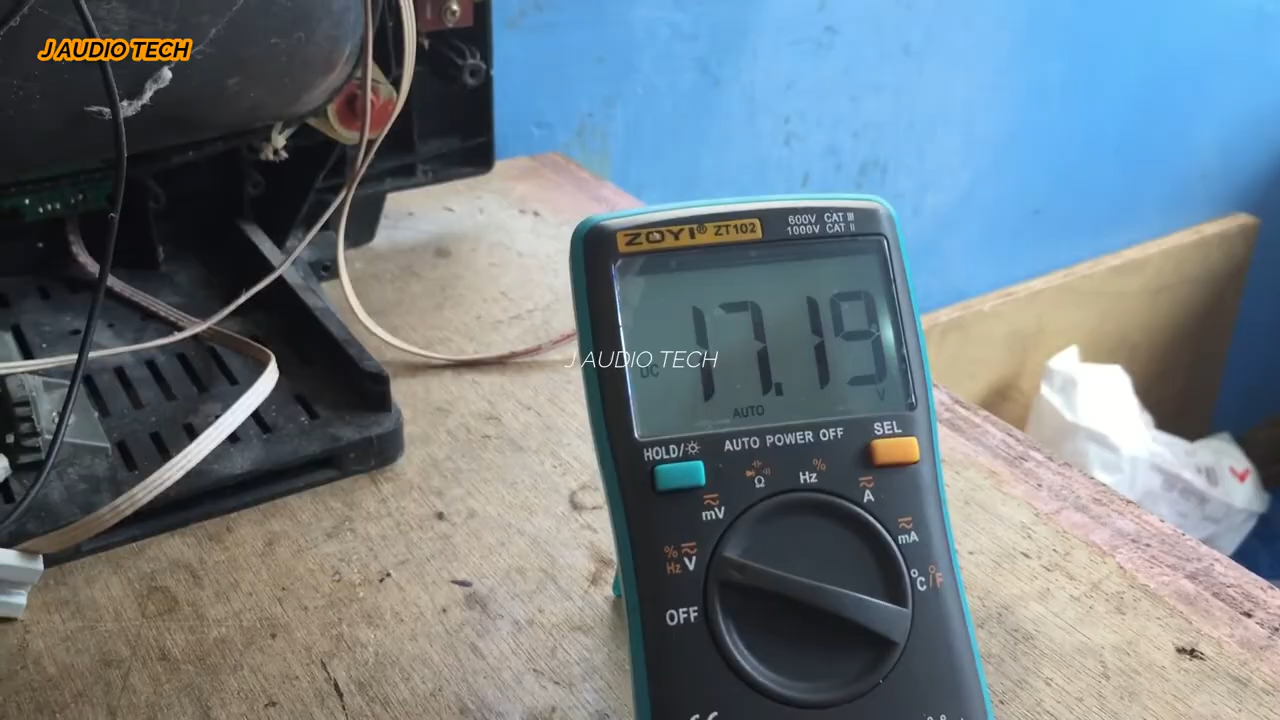 J AUDIO TECH
ZOYI® ZT102
600V CAT III
1000V CAT II
17.19
DC
V
AUTO
J AUDIO TECH
HOLD/
AUTO POWER OFF
SEL
Ω
Hz %
A
mV
mA
% Hz V
°C/°F
OFF